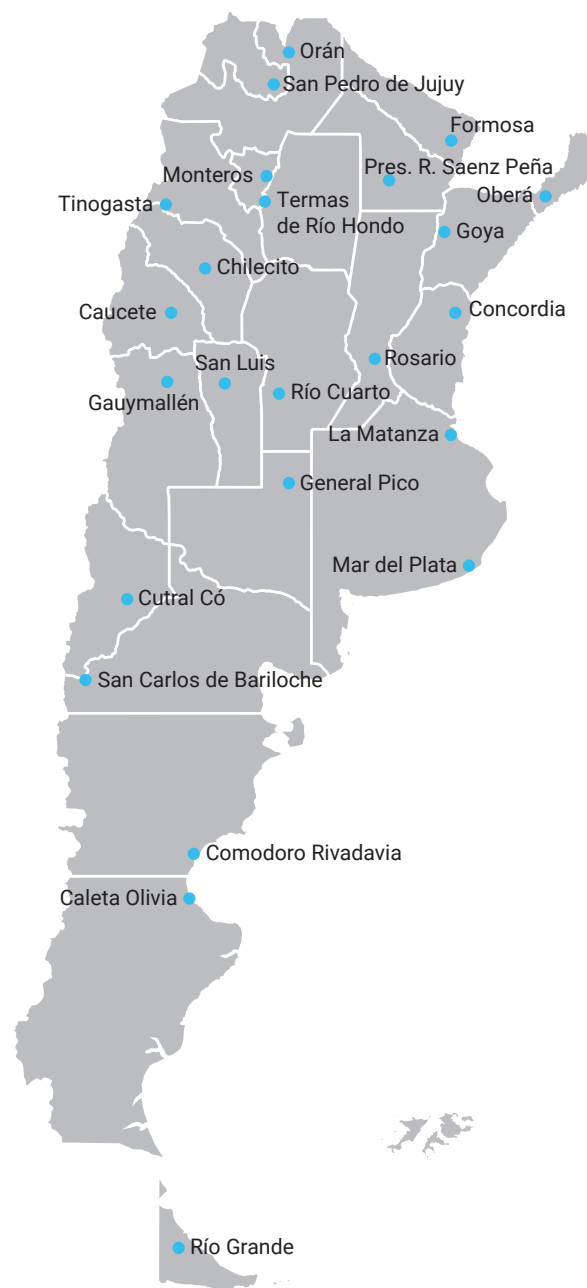 Orán
San Pedro de Jujuy
Formosa
Pres. R. Saenz Peña
Monteros
Oberá
Tinogasta
Termas
de Río Hondo
Goya
Chilecito
Caucete
Concordia
San Luis
Rosario
Gauymallén
Río Cuarto
La Matanza
General Pico
Mar del Plata
Cutral Có
San Carlos de Bariloche
Comodoro Rivadavia
Caleta Olivia
Río Grande